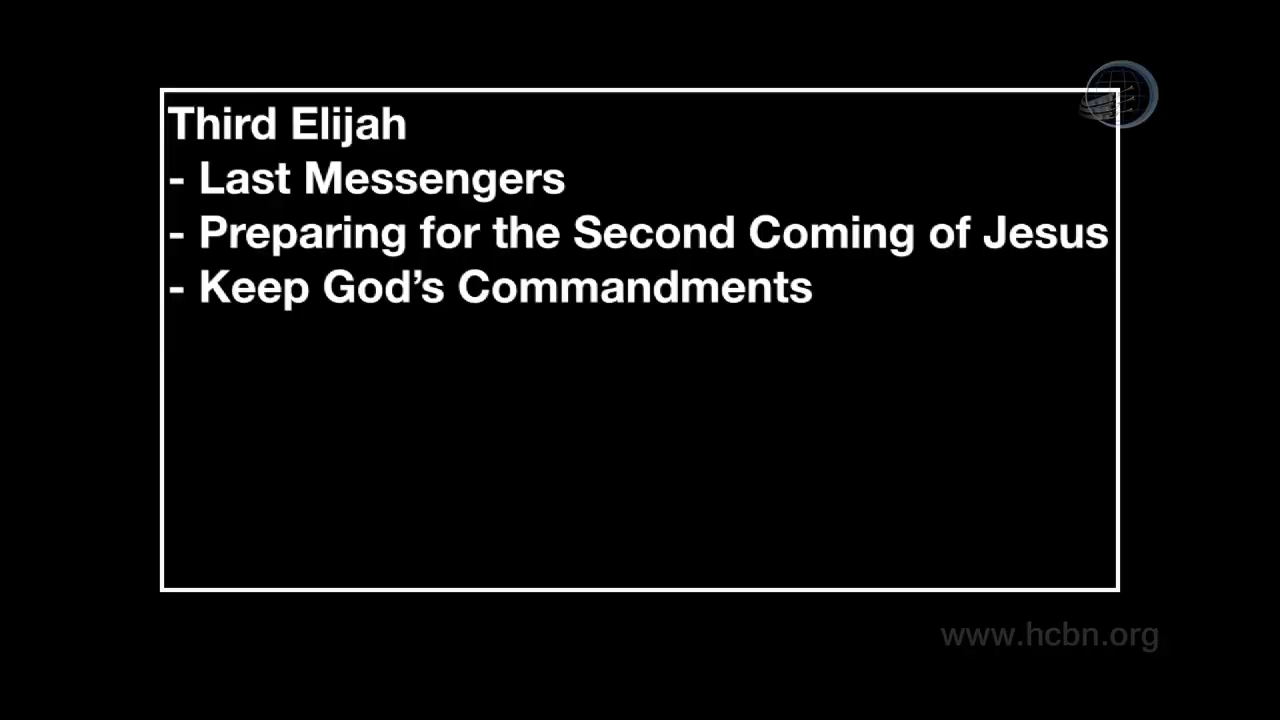 Third Elijah
- Last Messengers
- Preparing for the Second Coming of Jesus
- Keep God’s Commandments
www.hcbn.org